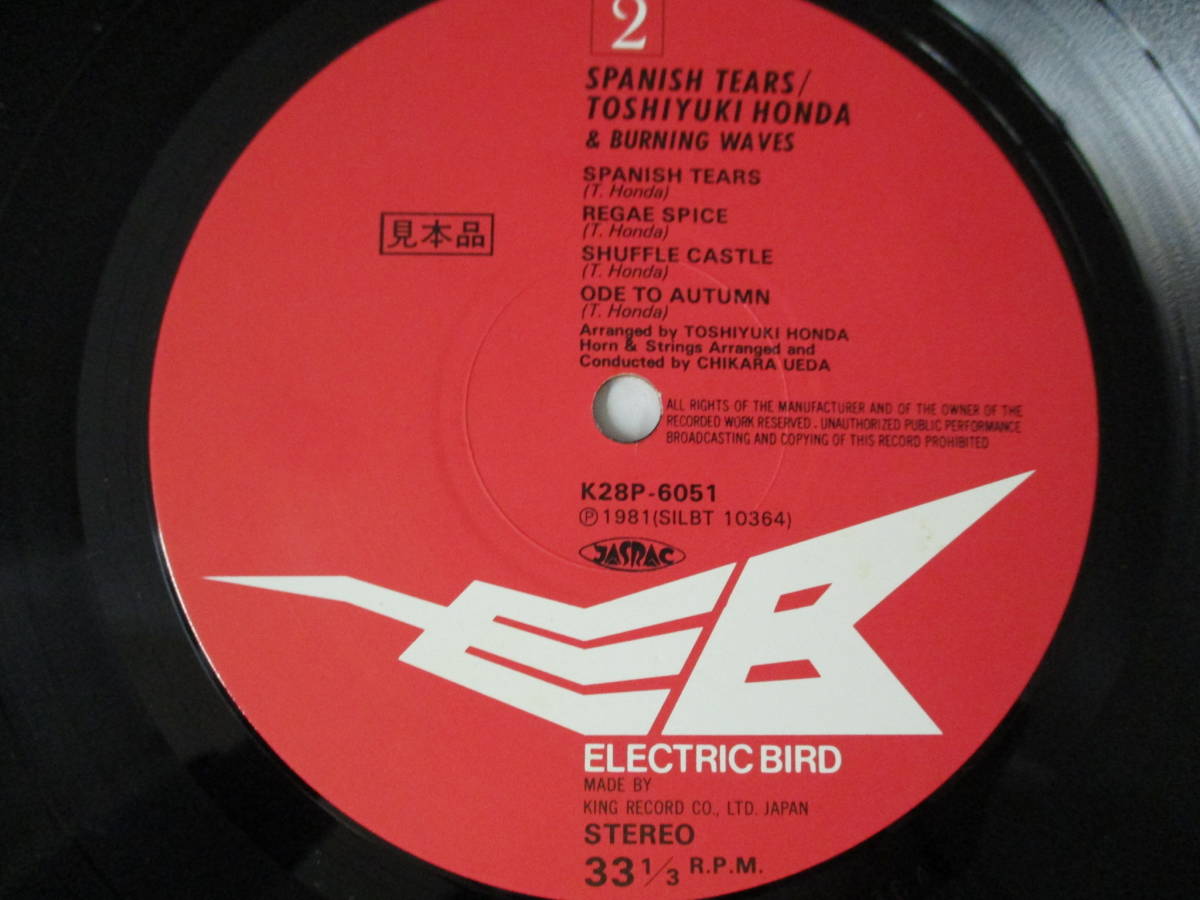 2
SPANISH TEARS/
TOSHIYUKI HONDA
& BURNING WAVES
SPANISH TEARS
(T. Honda)
REGAE SPICE
(T. Honda)
SHUFFLE CASTLE
(T. Honda)
ODE TO AUTUMN
(T. Honda)
見本品
Arranged by TOSHIYUKI HONDA
Horn & Strings Arranged and
Conducted by CHIKARA UEDA
ALL RIGHTS OF THE MANUFACTURER AND OF THE OWNER OF THE
RECORDED WORK RESERVED. UNAUTHORIZED PUBLIC PERFORMANCE
BROADCASTING AND COPYING OF THIS RECORD PROHIBITED
K28P-6051
℗1981(SILBT 10364)
JASRAC
EB
ELECTRIC BIRD
MADE BY
KING RECORD CO., LTD. JAPAN
STEREO
33 1/3 R.P.M.